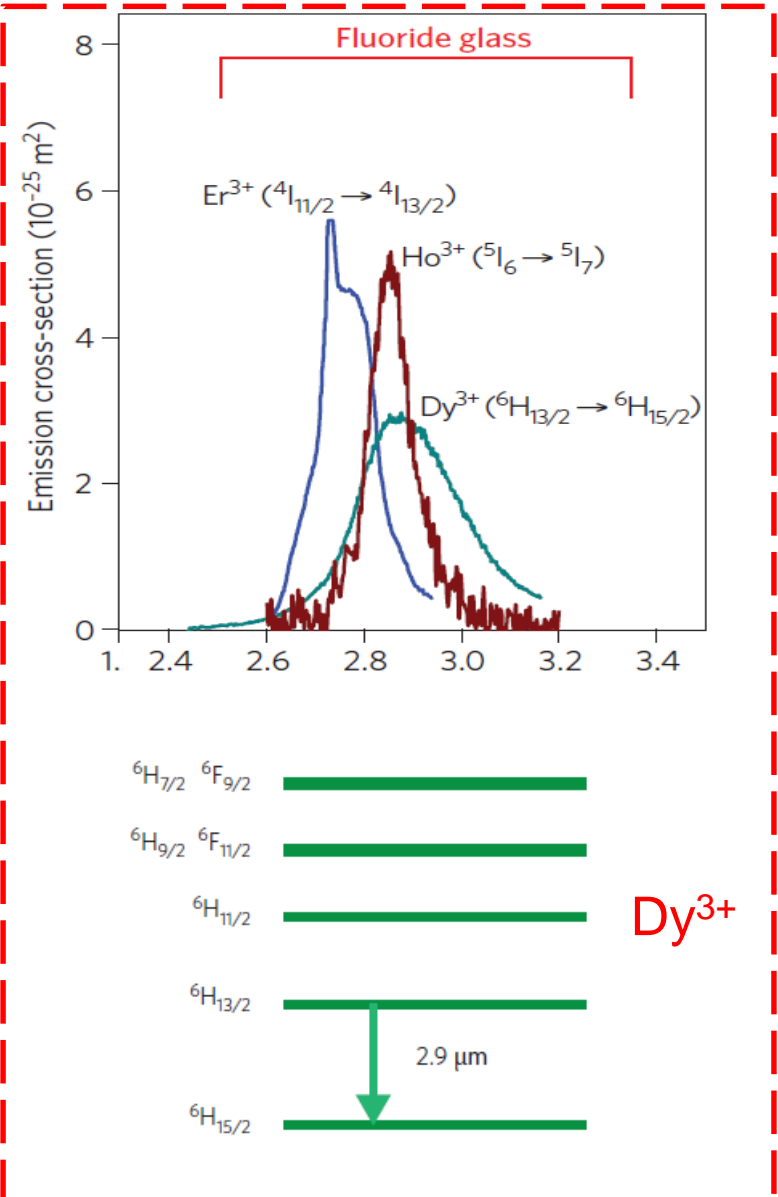 Fluoride glass
8
6
4
2
0
Emission cross-section (10⁻²⁵ m²)
Er³⁺ (⁴I₁₁/₂ → ⁴I₁₃/₂)
Ho³⁺ (⁵I₆ → ⁵I₇)
Dy³⁺ (⁶H₁₃/₂ → ⁶H₁₅/₂)
1. 2.4 2.6 2.8 3.0 3.2 3.4
⁶H₇/₂ ⁶F₉/₂
⁶H₉/₂ ⁶F₁₁/₂
⁶H₁₁/₂
Dy³⁺
⁶H₁₃/₂
2.9 µm
⁶H₁₅/₂